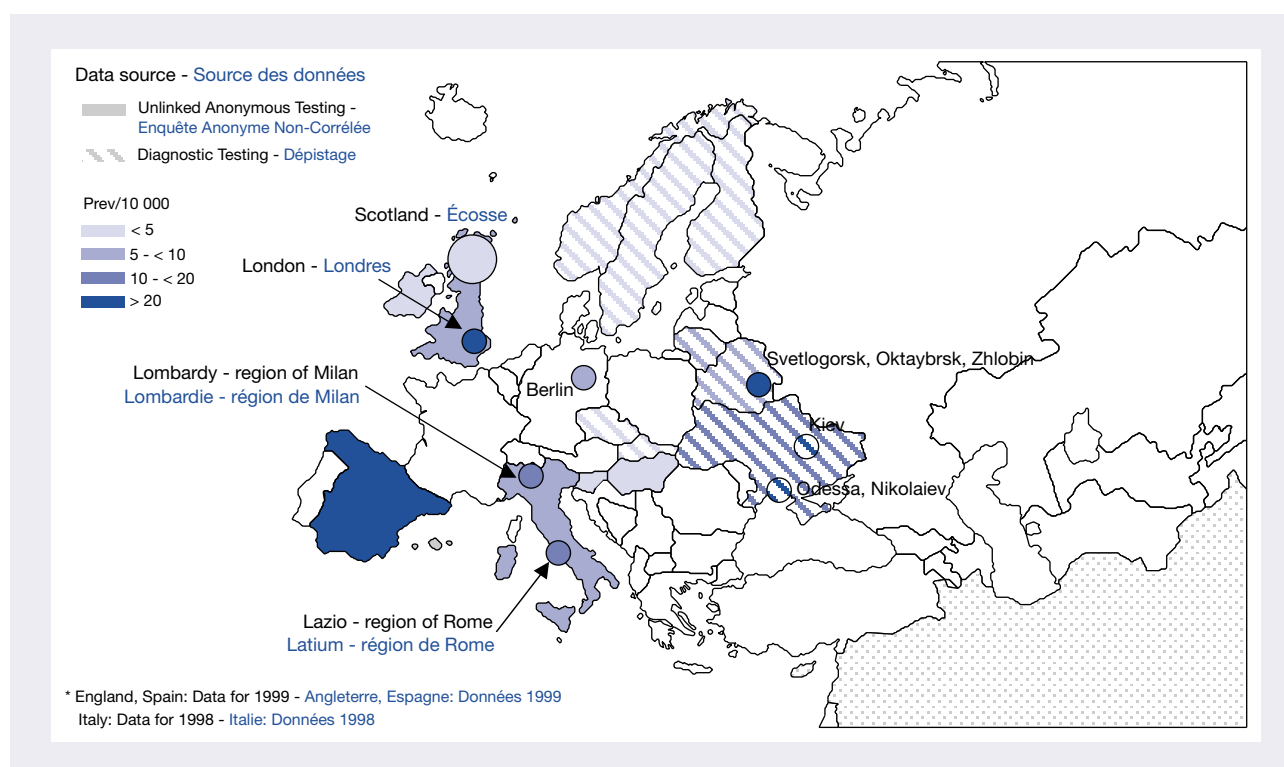 Data source - Source des données
Unlinked Anonymous Testing -
Enquête Anonyme Non-Corrélée
Diagnostic Testing - Dépistage
Prev/10 000
< 5
5 - < 10
10 - < 20
> 20
Scotland - Écosse
London - Londres
Lombardy - region of Milan
Lombardie - région de Milan
Berlin
Svetlogorsk, Oktaybrsk, Zhlobin
Kiev
Odessa, Nikolaiev
Lazio - region of Rome
Latium - région de Rome
* England, Spain: Data for 1999 - Angleterre, Espagne: Données 1999
Italy: Data for 1998 - Italie: Données 1998